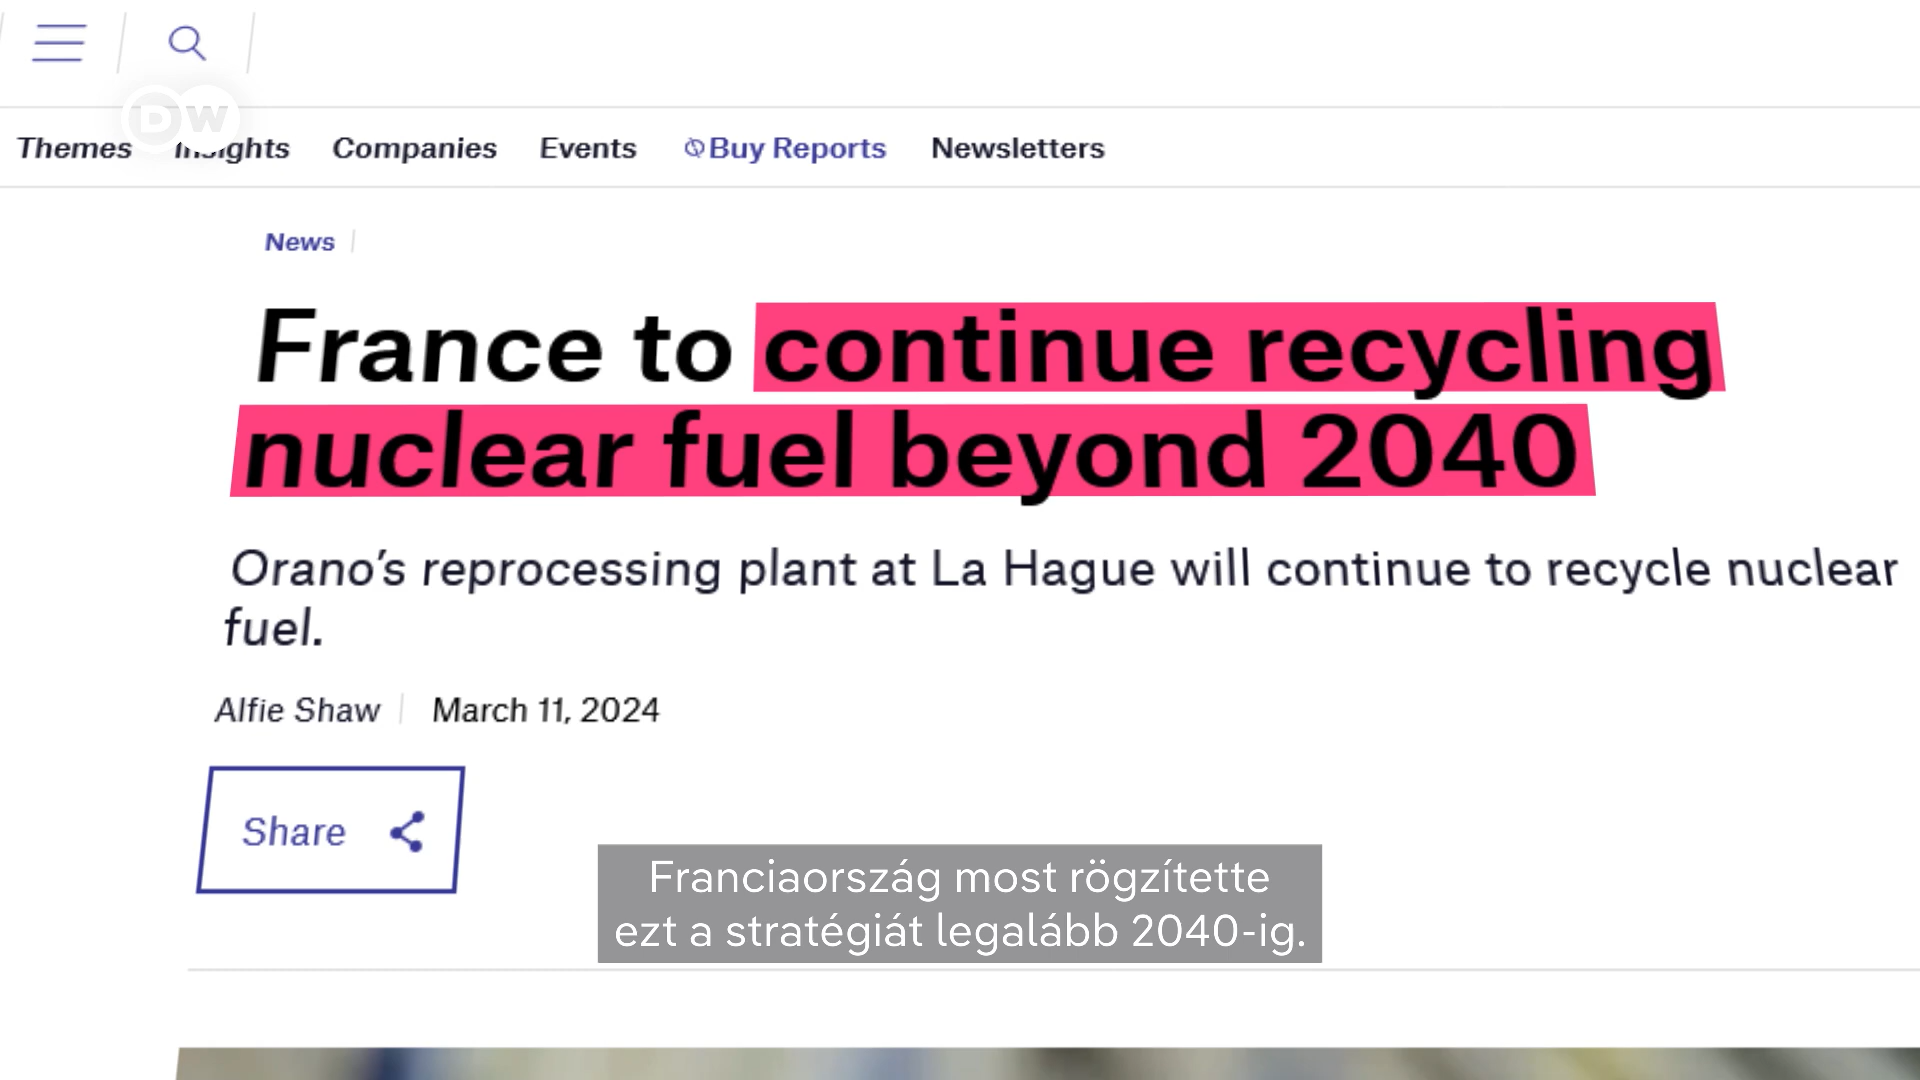 DW
Themes Insights Companies Events Buy Reports Newsletters
News
France to continue recycling
nuclear fuel beyond 2040
Orano’s reprocessing plant at La Hague will continue to recycle nuclear
fuel.
Alfie Shaw March 11, 2024
Share
Franciaország most rögzítette
ezt a stratégiát legalább 2040-ig.